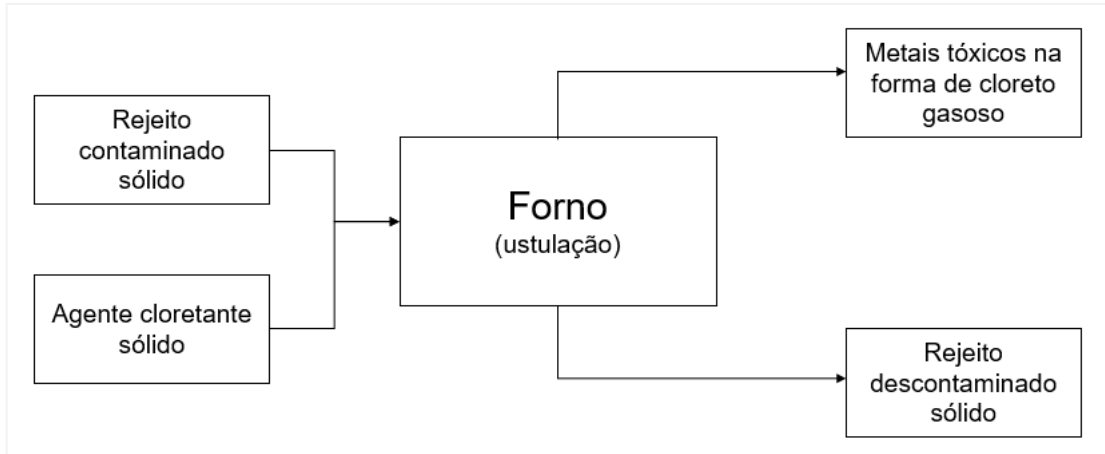 Rejeito
contaminado
sólido
Agente cloretante
sólido
Forno
(ustulação)
Metais tóxicos na
forma de cloreto
gasoso
Rejeito
descontaminado
sólido